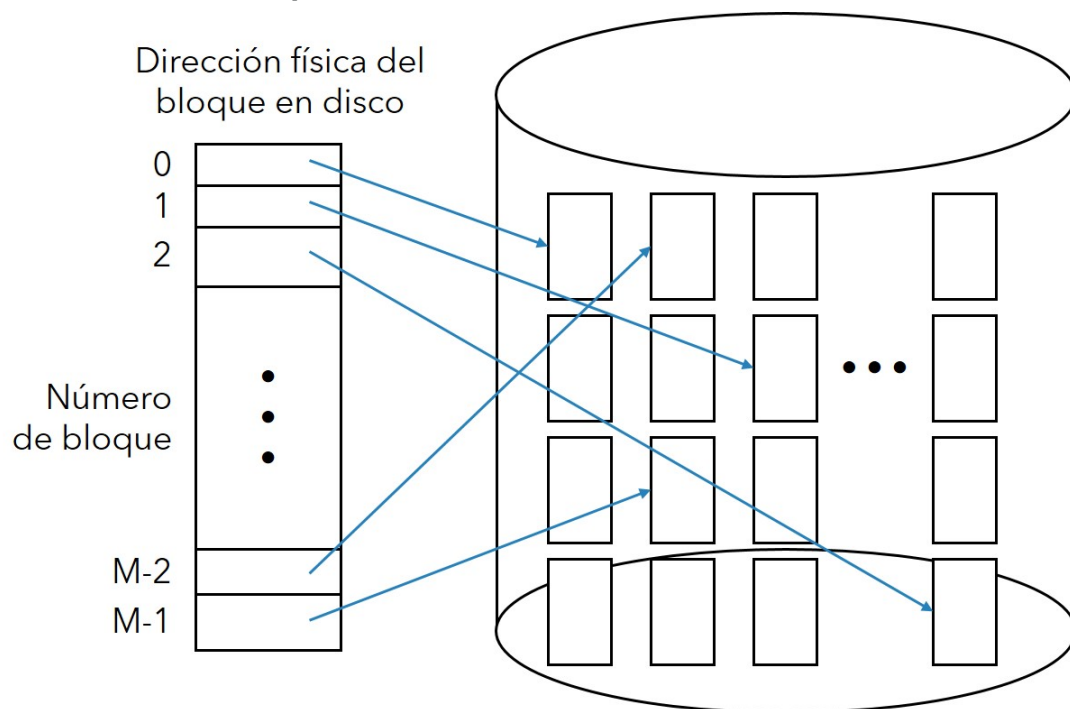 Dirección física del
bloque en disco
0
1
2
Número
de bloque
M-2
M-1